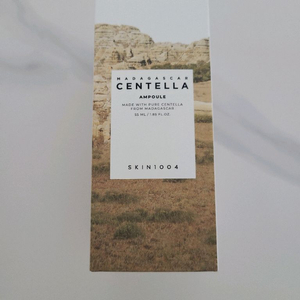 MADAGASCAR
CENTELLA
AMPOULE
MADE WITH PURE CENTELLA
FROM MADAGASCAR
SKIN1004